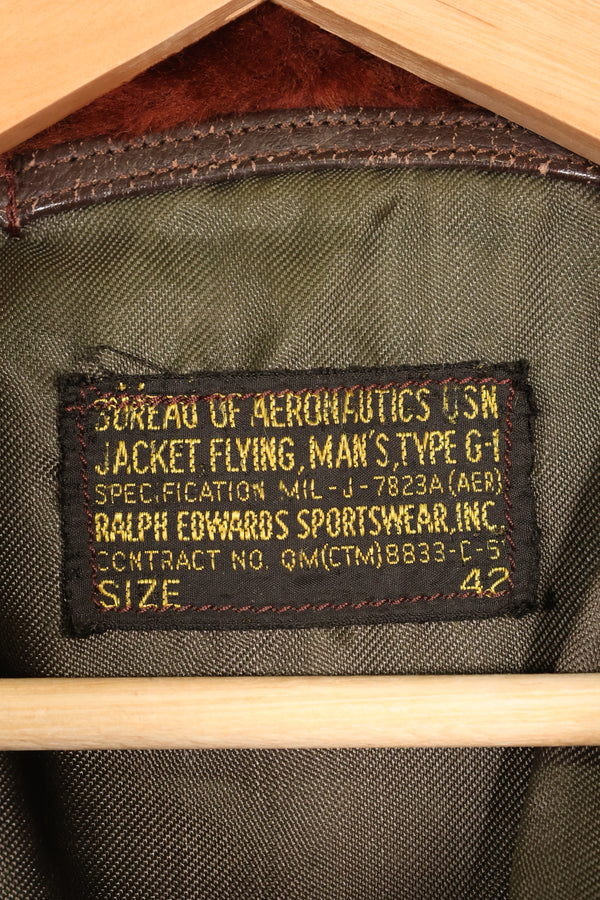 BUREAU OF AERONAUTICS USN
JACKET, FLYING, MAN'S, TYPE G-1
SPECIFICATION MIL-J-7823A (AER)
RALPH EDWARDS SPORTSWEAR, INC.
CONTRACT NO. QM(CTM)8833-C-5
SIZE 42